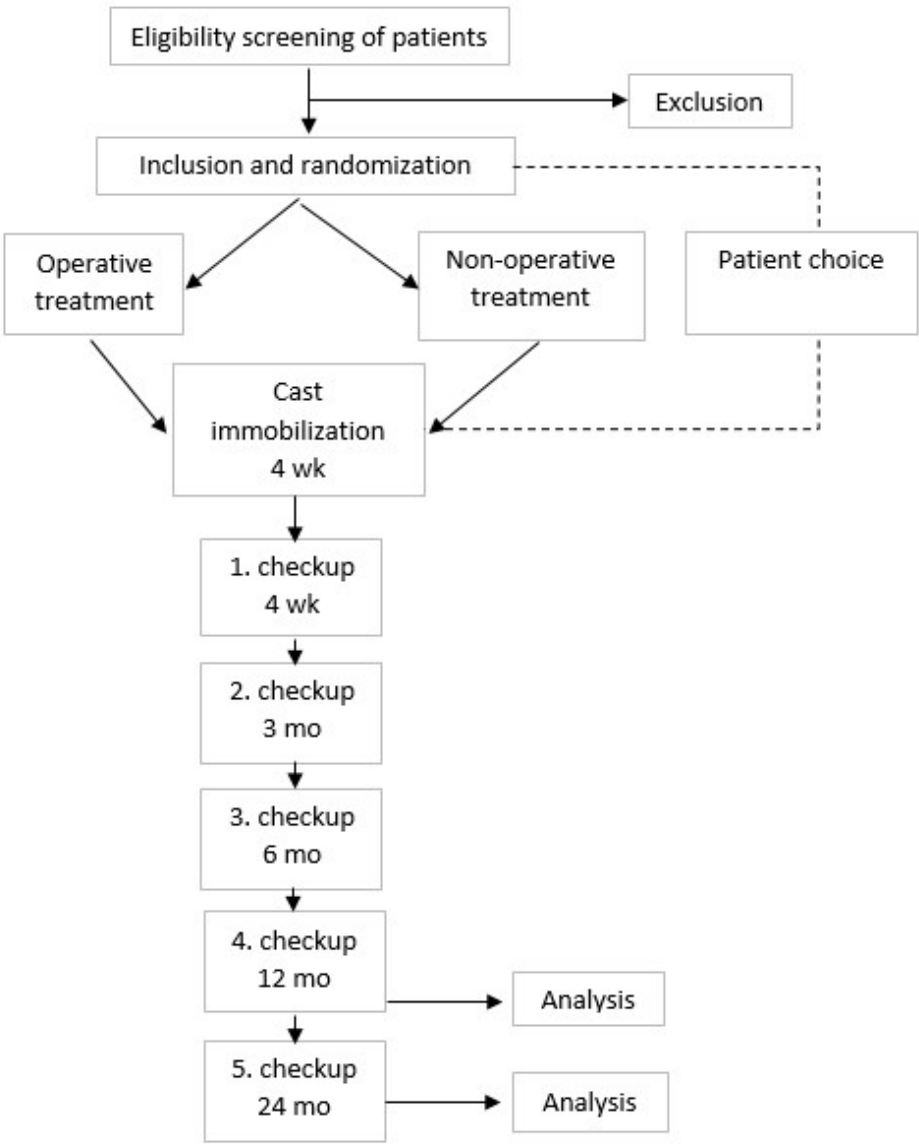 Eligibility screening of patients
Exclusion
Inclusion and randomization
Operative
treatment
Non-operative
treatment
Patient choice
Cast
immobilization
4 wk
1. checkup
4 wk
2. checkup
3 mo
3. checkup
6 mo
4. checkup
12 mo
Analysis
5. checkup
24 mo
Analysis